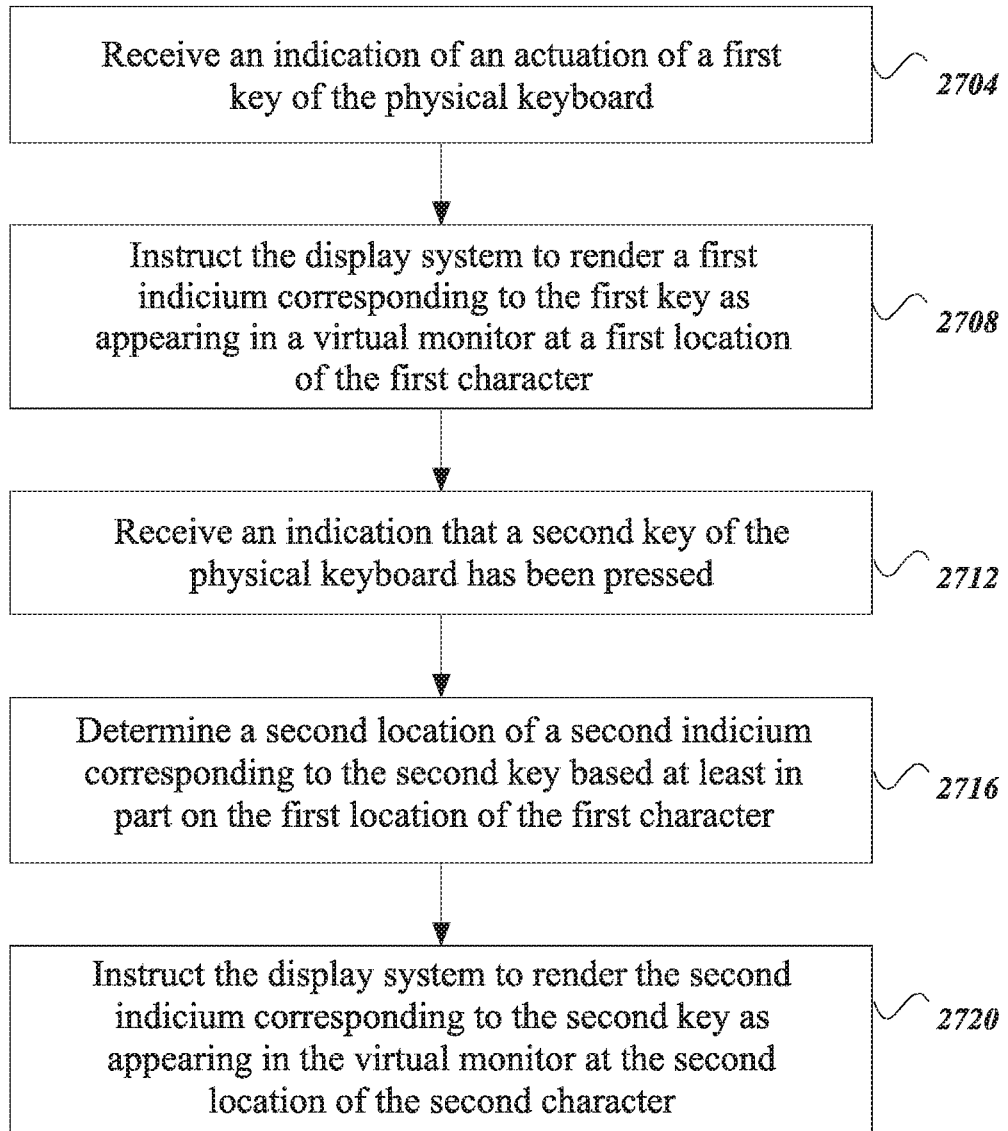 Receive an indication of an actuation of a first
key of the physical keyboard
2704
Instruct the display system to render a first
indicium corresponding to the first key as
appearing in a virtual monitor at a first location
of the first character
2708
Receive an indication that a second key of the
physical keyboard has been pressed
2712
Determine a second location of a second indicium
corresponding to the second key based at least in
part on the first location of the first character
2716
Instruct the display system to render the second
indicium corresponding to the second key as
appearing in the virtual monitor at the second
location of the second character
2720